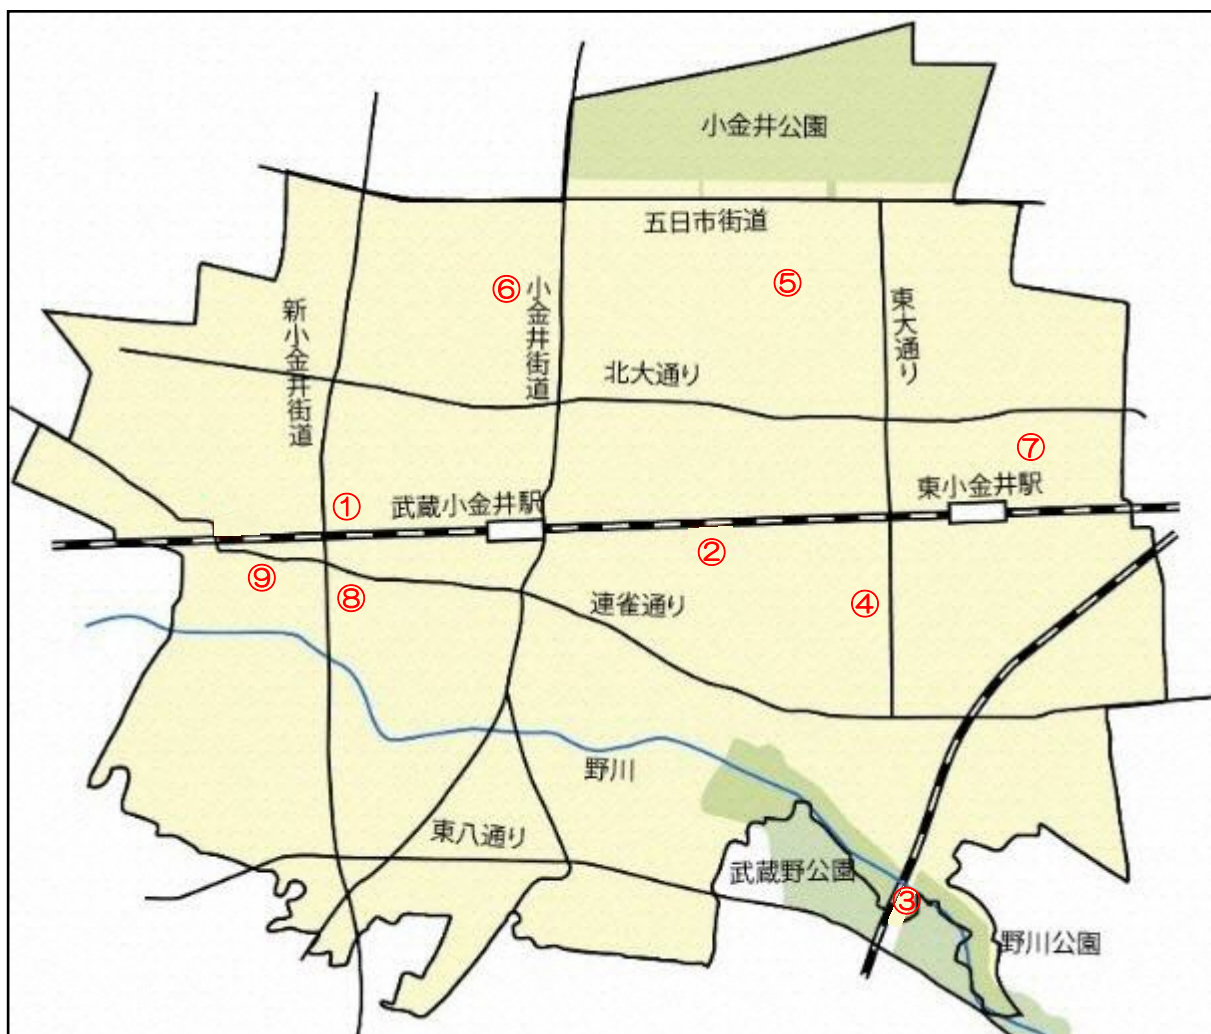 小金井公園
五日市街道
⑥
小金井街道
⑤
新小金井街道
東大通り
北大通り
⑦
①
武蔵小金井駅
東小金井駅
②
⑨
⑧
連雀通り
④
野川
東八通り
武蔵野公園
③
野川公園